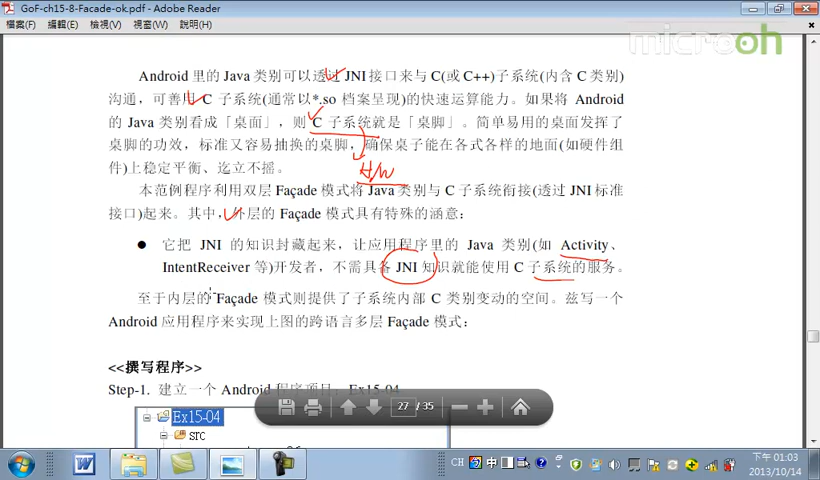 GoF-ch15-8-Facade-ok.pdf - Adobe Reader
檔案(F) 編輯(E) 檢視(V) 視窗(W) 說明(H)
microoh
Android 里的 Java 类别可以透过 JNI 接口来与 C(或 C++)子系统(内含 C 类别)
沟通，可善用 C 子系统(通常以*.so 档案呈现)的快速运算能力。如果将 Android
的 Java 类别看成「桌面」，则 C 子系统就是「桌脚」。简单易用的桌面发挥了
桌脚的功效，标准又容易抽换的桌脚，确保桌子能在各式各样的地面(如硬件组
件)上稳定平衡、迄立不摇。
H/W
本范例程序利用双层 Façade 模式将 Java 类别与 C 子系统衔接(透过 JNI 标准
接口)起来。其中，外层的 Façade 模式具有特殊的涵意：
● 它把 JNI 的知识封藏起来，让应用程序里的 Java 类别(如 Activity、
IntentReceiver 等)开发者，不需具备 JNI 知识就能使用 C 子系统的服务。
至于内层的 Façade 模式则提供了子系统内部 C 类别变动的空间。兹写一个
Android 应用程序来实现上图的跨语言多层 Façade 模式：
<<撰写程序>>
Step-1. 建立一个 Android 程序项目：Ex15-04
27 / 35
Ex15-04
src
CH 中
下午 01:03
2013/10/14